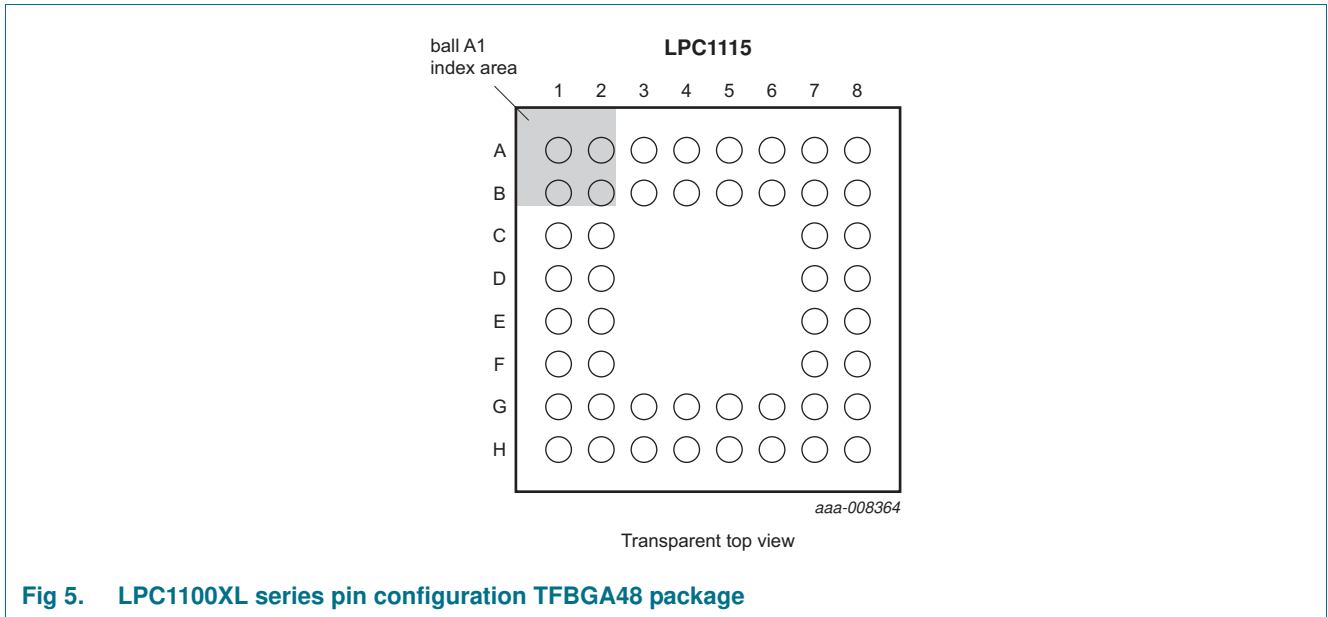 ball A1
index area
LPC1115
1 2 3 4 5 6 7 8
A
B
C
D
E
F
G
H
aaa-008364
Transparent top view
Fig 5. LPC1100XL series pin configuration TFBGA48 package